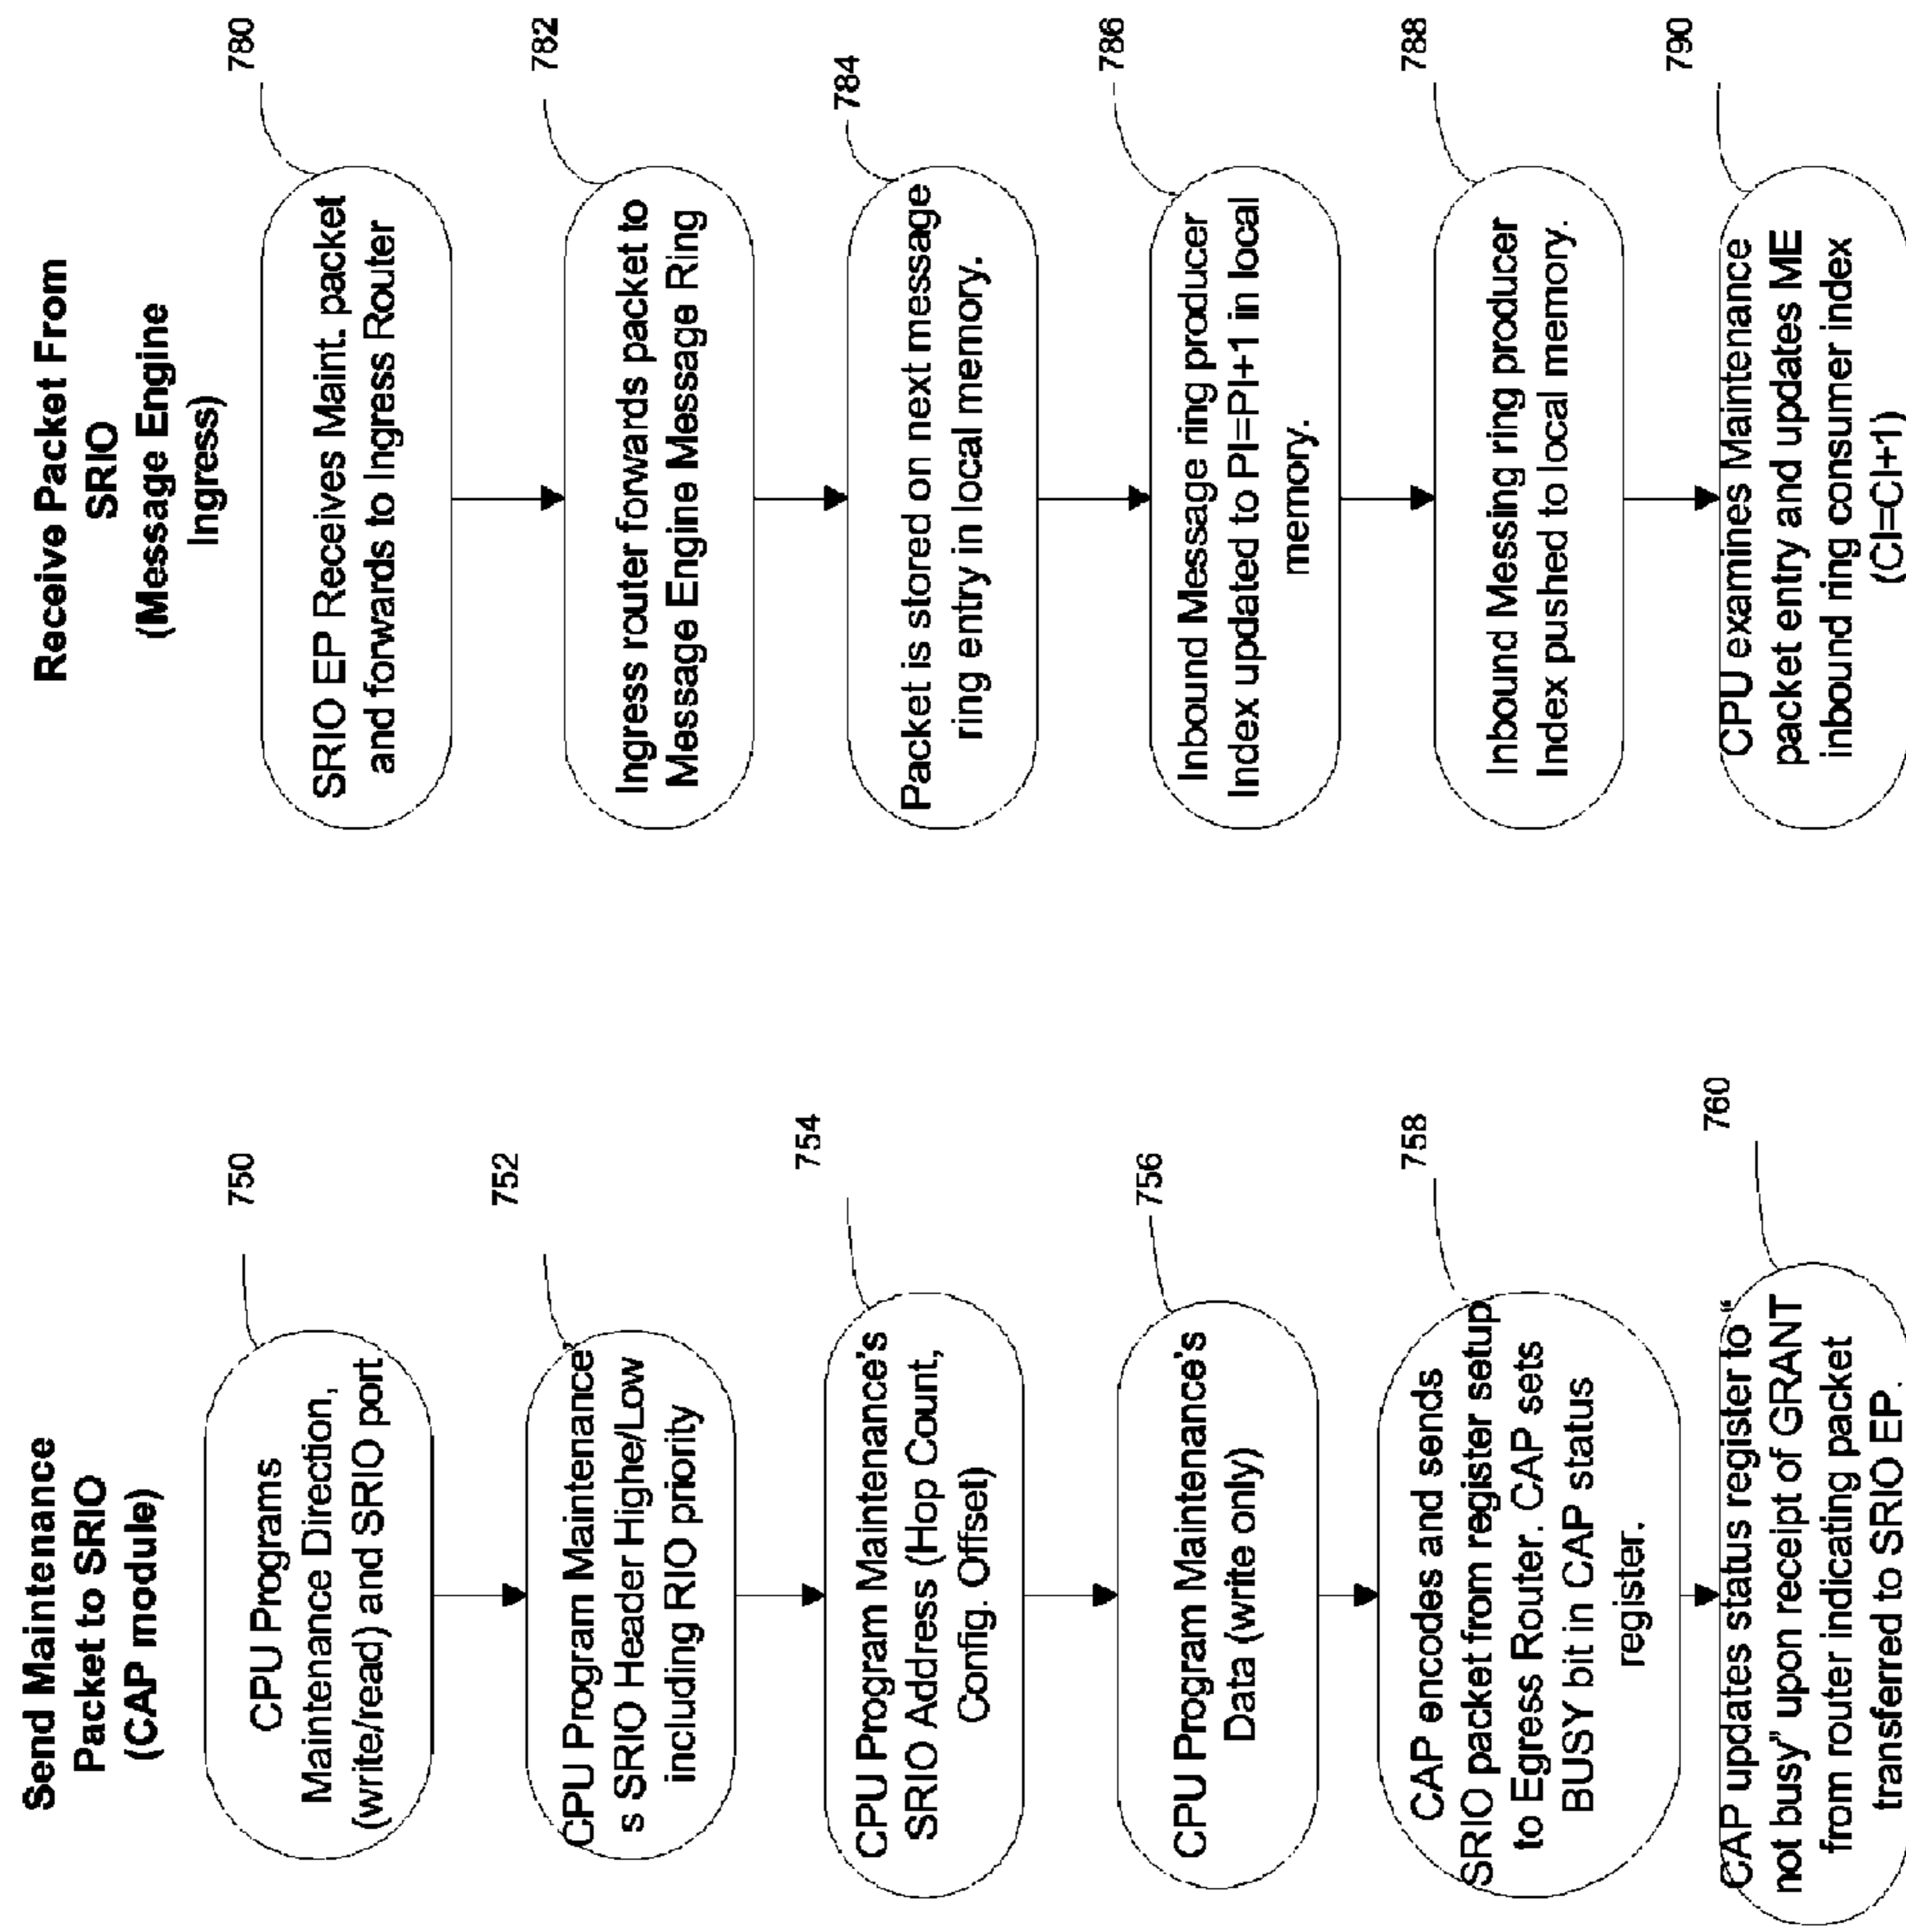 Send Maintenance
Packet to SRIO
(CAP module)
750
CPU Programs
Maintenance Direction,
(write/read) and SRIO port
752
CPU Program Maintenance'
s SRIO Header Highe/Low
including RIO priority
754
CPU Program Maintenance's
SRIO Address (Hop Count,
Config. Offset)
756
CPU Program Maintenance's
Data (write only)
758
CAP encodes and sends
SRIO packet from register setup
to Egress Router. CAP sets
BUSY bit in CAP status
register.
760
CAP updates status register to "
not busy" upon receipt of GRANT
from router indicating packet
transferred to SRIO EP.
Receive Packet From
SRIO
(Message Engine
Ingress)
780
SRIO EP Receives Maint. packet
and forwards to Ingress Router
782
Ingress router forwards packet to
Message Engine Message Ring
784
Packet is stored on next message
ring entry in local memory.
786
Inbound Message ring producer
Index updated to PI=PI+1 in local
memory.
788
Inbound Messing ring producer
Index pushed to local memory.
790
CPU examines Maintenance
packet entry and updates ME
inbound ring consumer index
(CI=CI+1)